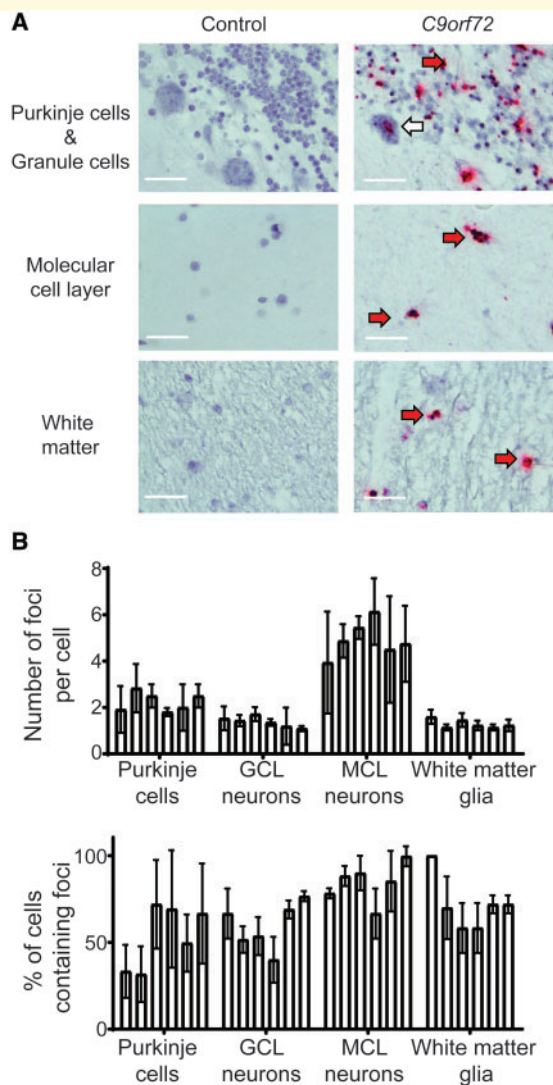 A
Control
C9orf72
Purkinje cells
&
Granule cells
Molecular
cell layer
White
matter
B
Number of foci
per cell
8
6
4
2
0
Purkinje
cells
GCL
neurons
MCL
neurons
White matter
glia
% of cells
containing foci
100
50
0
Purkinje
cells
GCL
neurons
MCL
neurons
White matter
glia